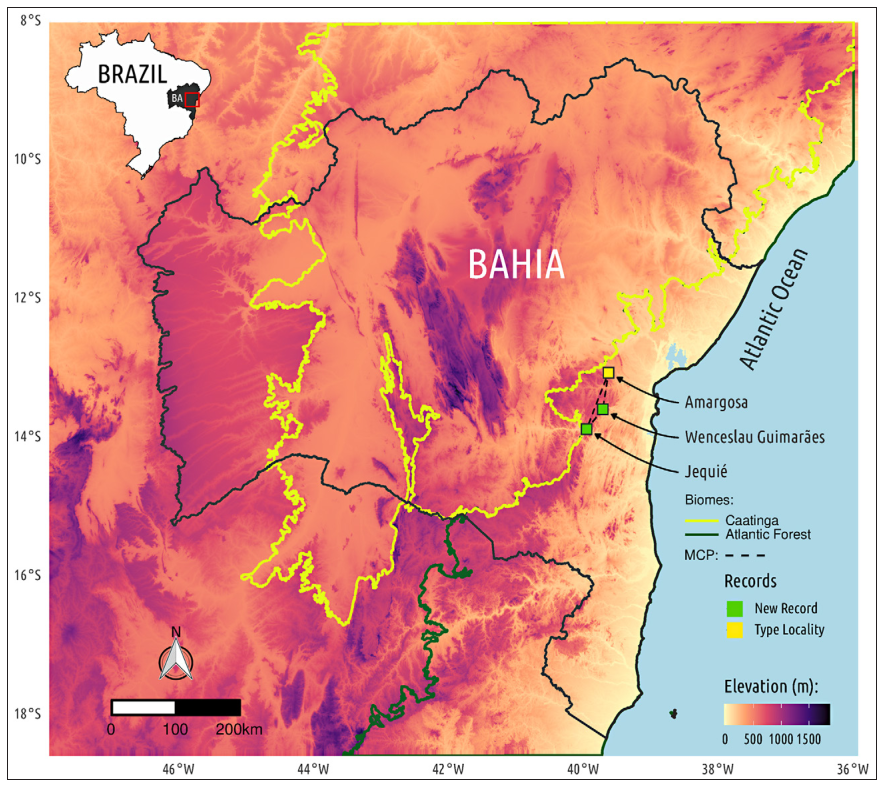 8°S
BRAZIL
BA
10°S
BAHIA
12°S
Atlantic Ocean
Amargosa
14°S
Wenceslau Guimarães
Jequié
Biomes:
Caatinga
Atlantic Forest
MCP:
16°S
Records
New Record
Type Locality
N
Elevation (m):
18°S
0 100 200km
0 500 1000 1500
46°W 44°W 42°W 40°W 38°W 36°W